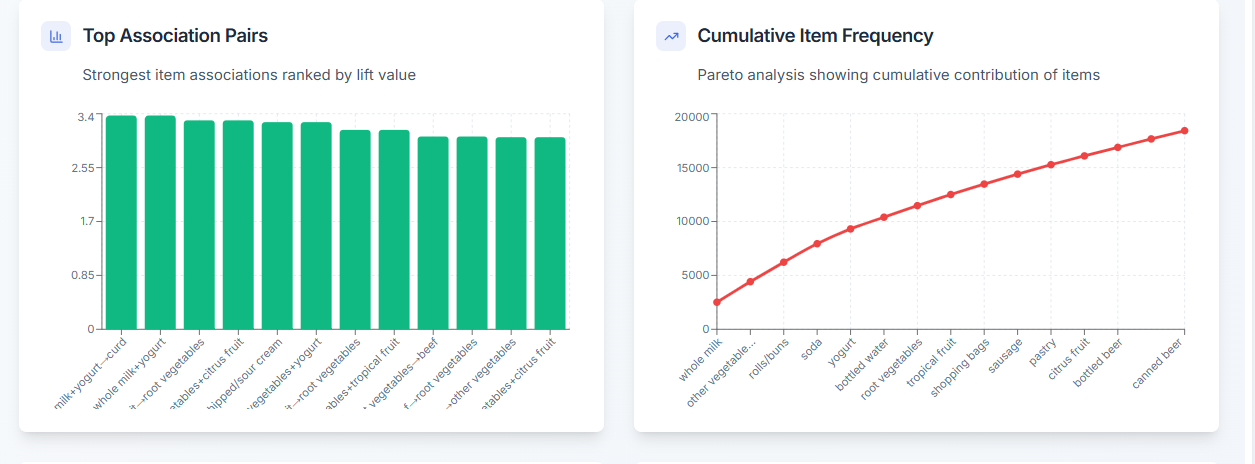 Top Association Pairs
Strongest item associations ranked by lift value
3.4
2.55
1.7
0.85
0
milk+yogurt→curd
whole milk+yogurt
it→root vegetables
etables+citrus fruit
hipped/sour cream
vegetables+yogurt
it→root vegetables
ables+tropical fruit
t vegetables→beef
f→root vegetables
→other vegetables
etables+citrus fruit
Cumulative Item Frequency
Pareto analysis showing cumulative contribution of items
20000
15000
10000
5000
0
whole milk
other vegetable...
rolls/buns
soda
yogurt
bottled water
root vegetables
tropical fruit
shopping bags
sausage
pastry
citrus fruit
bottled beer
canned beer